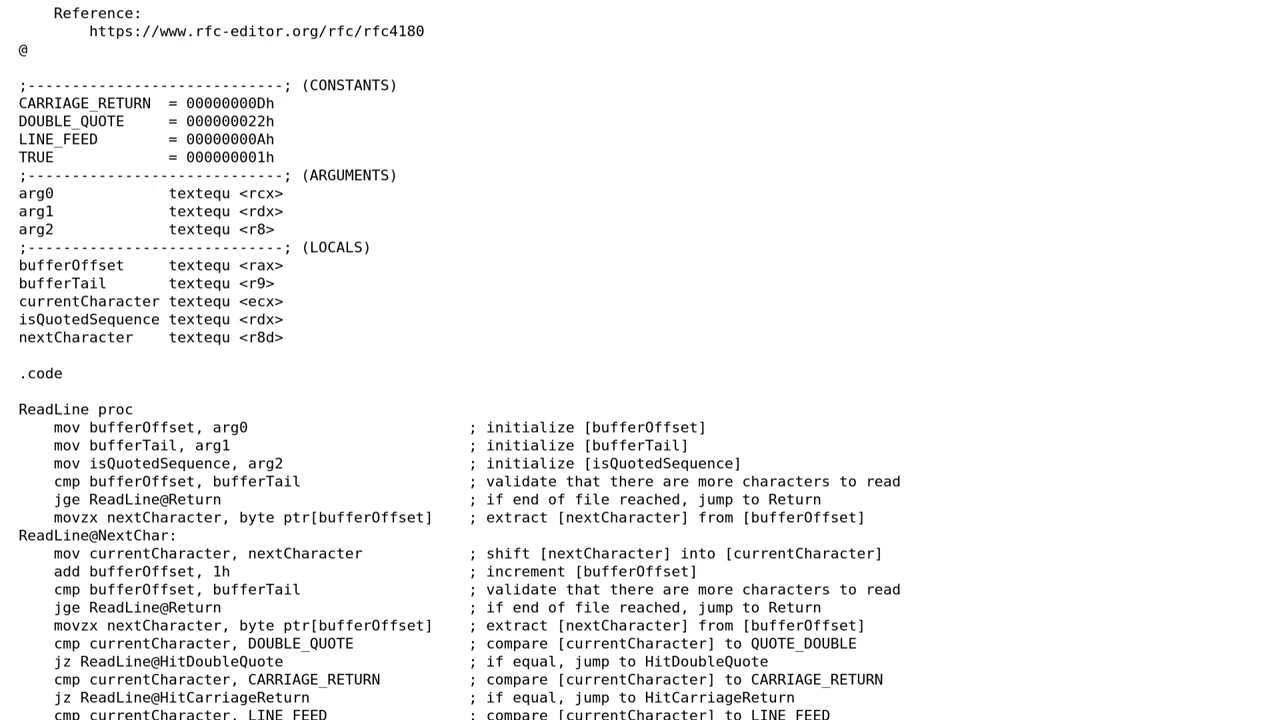 Reference:
        https://www.rfc-editor.org/rfc/rfc4180
@

;-----------------------------; (CONSTANTS)
CARRIAGE_RETURN  = 00000000Dh
DOUBLE_QUOTE     = 000000022h
LINE_FEED        = 00000000Ah
TRUE             = 000000001h
;-----------------------------; (ARGUMENTS)
arg0             textequ <rcx>
arg1             textequ <rdx>
arg2             textequ <r8>
;-----------------------------; (LOCALS)
bufferOffset     textequ <rax>
bufferTail       textequ <r9>
currentCharacter textequ <ecx>
isQuotedSequence textequ <rdx>
nextCharacter    textequ <r8d>

.code

ReadLine proc
    mov bufferOffset, arg0                         ; initialize [bufferOffset]
    mov bufferTail, arg1                           ; initialize [bufferTail]
    mov isQuotedSequence, arg2                     ; initialize [isQuotedSequence]
    cmp bufferOffset, bufferTail                   ; validate that there are more characters to read
    jge ReadLine@Return                            ; if end of file reached, jump to Return
    movzx nextCharacter, byte ptr[bufferOffset]    ; extract [nextCharacter] from [bufferOffset]
ReadLine@NextChar:
    mov currentCharacter, nextCharacter            ; shift [nextCharacter] into [currentCharacter]
    add bufferOffset, 1h                           ; increment [bufferOffset]
    cmp bufferOffset, bufferTail                   ; validate that there are more characters to read
    jge ReadLine@Return                            ; if end of file reached, jump to Return
    movzx nextCharacter, byte ptr[bufferOffset]    ; extract [nextCharacter] from [bufferOffset]
    cmp currentCharacter, DOUBLE_QUOTE             ; compare [currentCharacter] to QUOTE_DOUBLE
    jz ReadLine@HitDoubleQuote                     ; if equal, jump to HitDoubleQuote
    cmp currentCharacter, CARRIAGE_RETURN          ; compare [currentCharacter] to CARRIAGE_RETURN
    jz ReadLine@HitCarriageReturn                  ; if equal, jump to HitCarriageReturn
    cmp currentCharacter, LINE_FEED                ; compare [currentCharacter] to LINE_FEED